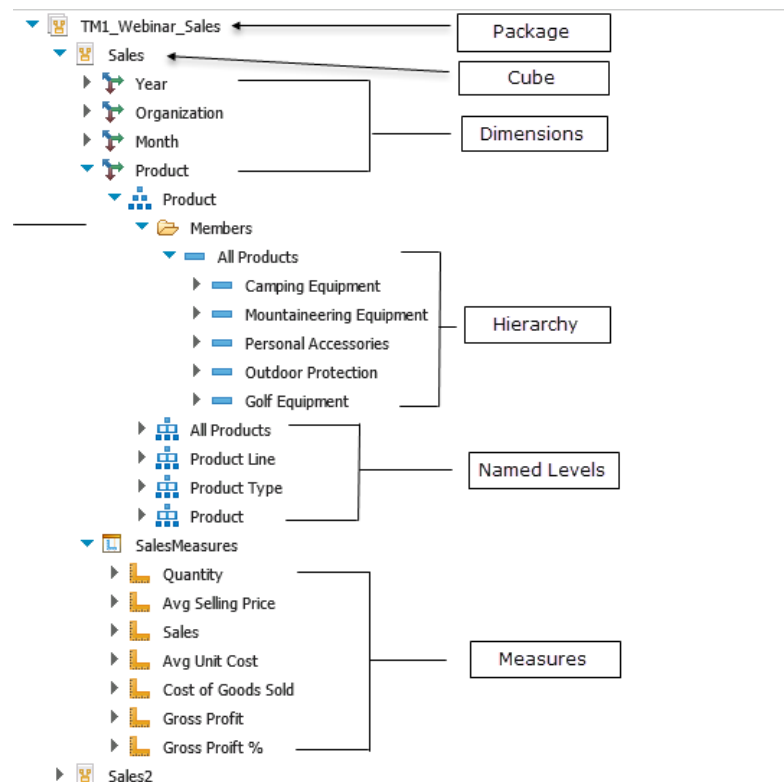 TM1_Webinar_Sales
Package
Sales
Cube
Year
Organization
Dimensions
Month
Product
Product
Members
All Products
Camping Equipment
Mountaineering Equipment
Hierarchy
Personal Accessories
Outdoor Protection
Golf Equipment
All Products
Product Line
Named Levels
Product Type
Product
SalesMeasures
Quantity
Avg Selling Price
Sales
Avg Unit Cost
Measures
Cost of Goods Sold
Gross Profit
Gross Proift %
Sales2